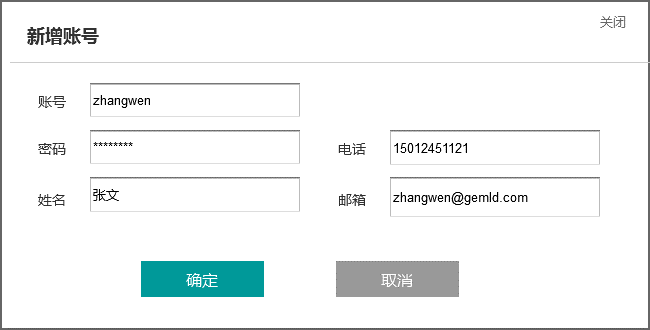 新增账号
关闭
账号 zhangwen
密码 ******** 电话 15012451121
姓名 张文 邮箱 zhangwen@gemld.com
确定 取消